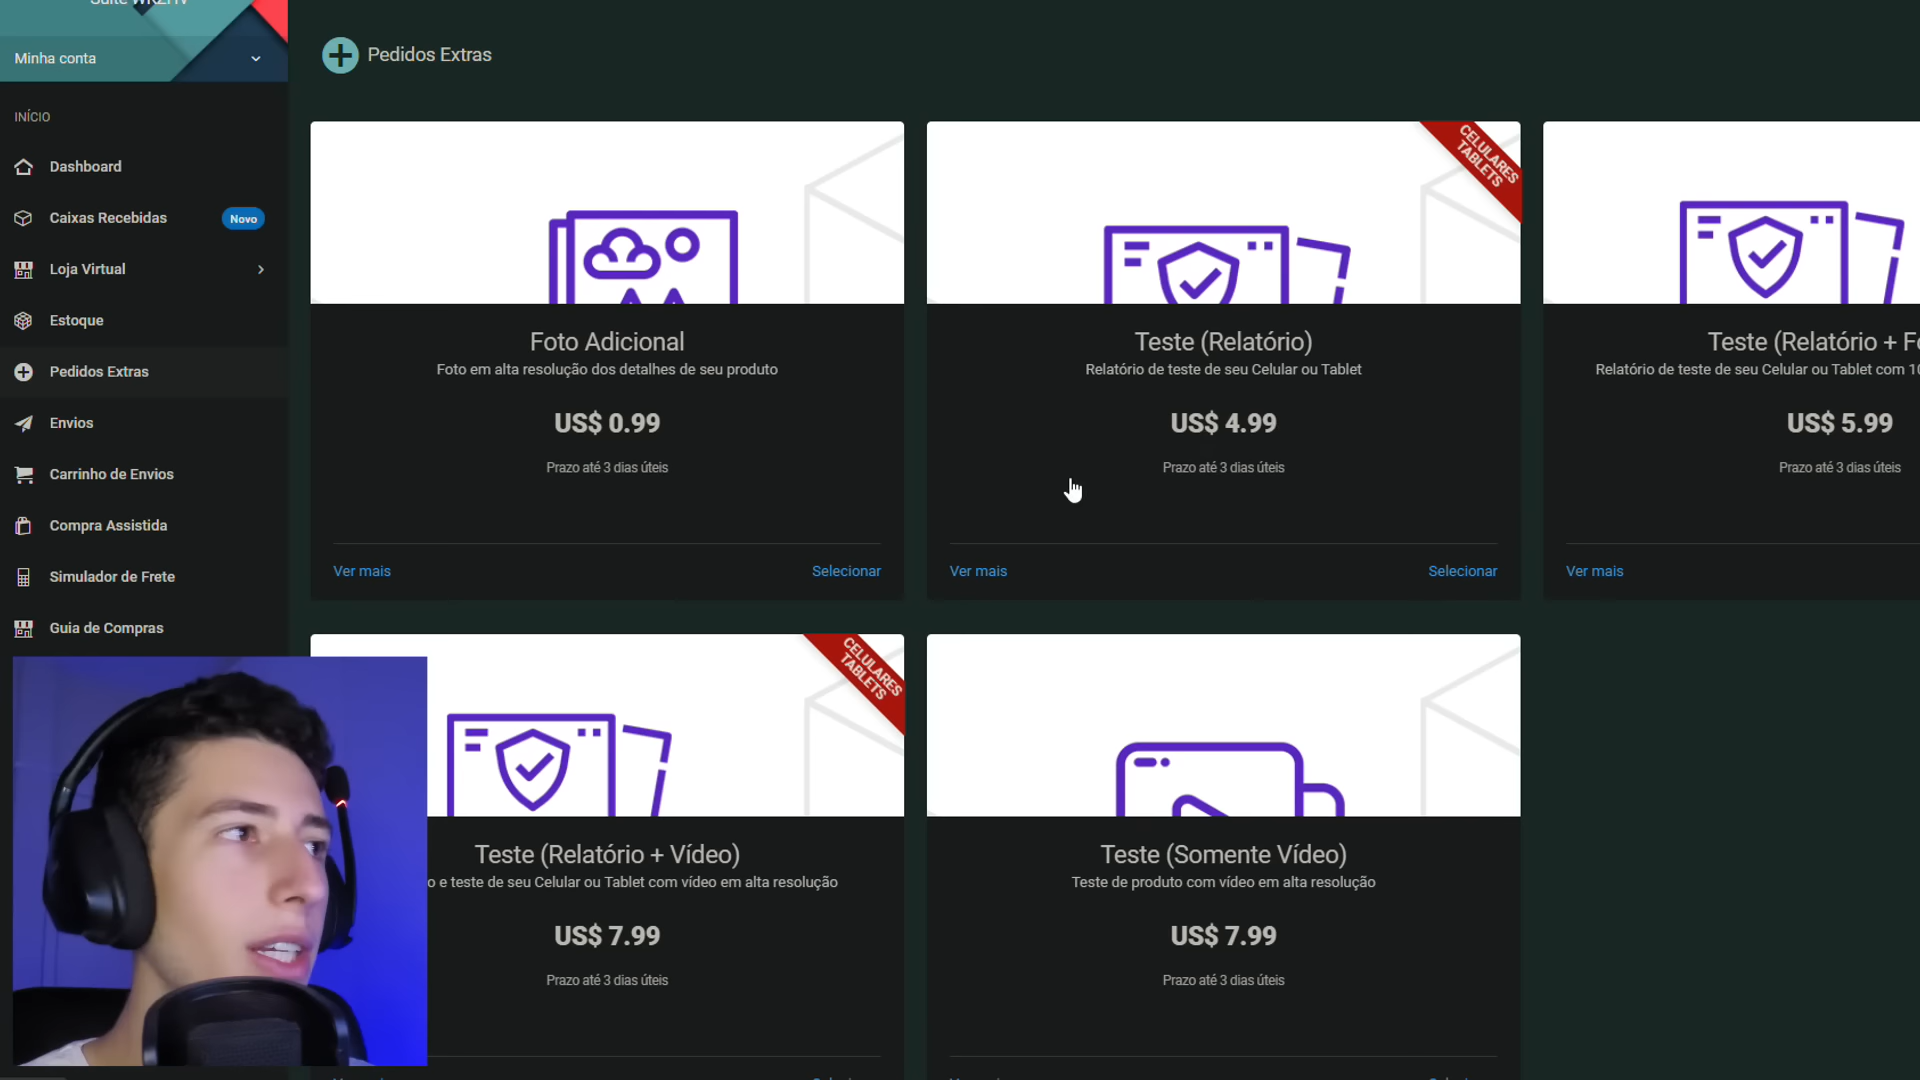 Suite
Minha conta
INÍCIO
Dashboard
Caixas Recebidas
Novo
Loja Virtual
Estoque
Pedidos Extras
Envios
Carrinho de Envios
Compra Assistida
Simulador de Frete
Guia de Compras
Pedidos Extras
Foto Adicional
Foto em alta resolução dos detalhes de seu produto
US$ 0.99
Prazo até 3 dias úteis
Ver mais
Selecionar
CELULARES
TABLETS
Teste (Relatório)
Relatório de teste de seu Celular ou Tablet
US$ 4.99
Prazo até 3 dias úteis
Ver mais
Selecionar
Teste (Relatório +
Relatório de teste de seu Celular ou Tablet com
US$ 5.99
Prazo até 3 dias úteis
Ver mais
CELULARES
TABLETS
Teste (Relatório + Vídeo)
e teste de seu Celular ou Tablet com vídeo em alta resolução
US$ 7.99
Prazo até 3 dias úteis
Teste (Somente Vídeo)
Teste de produto com vídeo em alta resolução
US$ 7.99
Prazo até 3 dias úteis